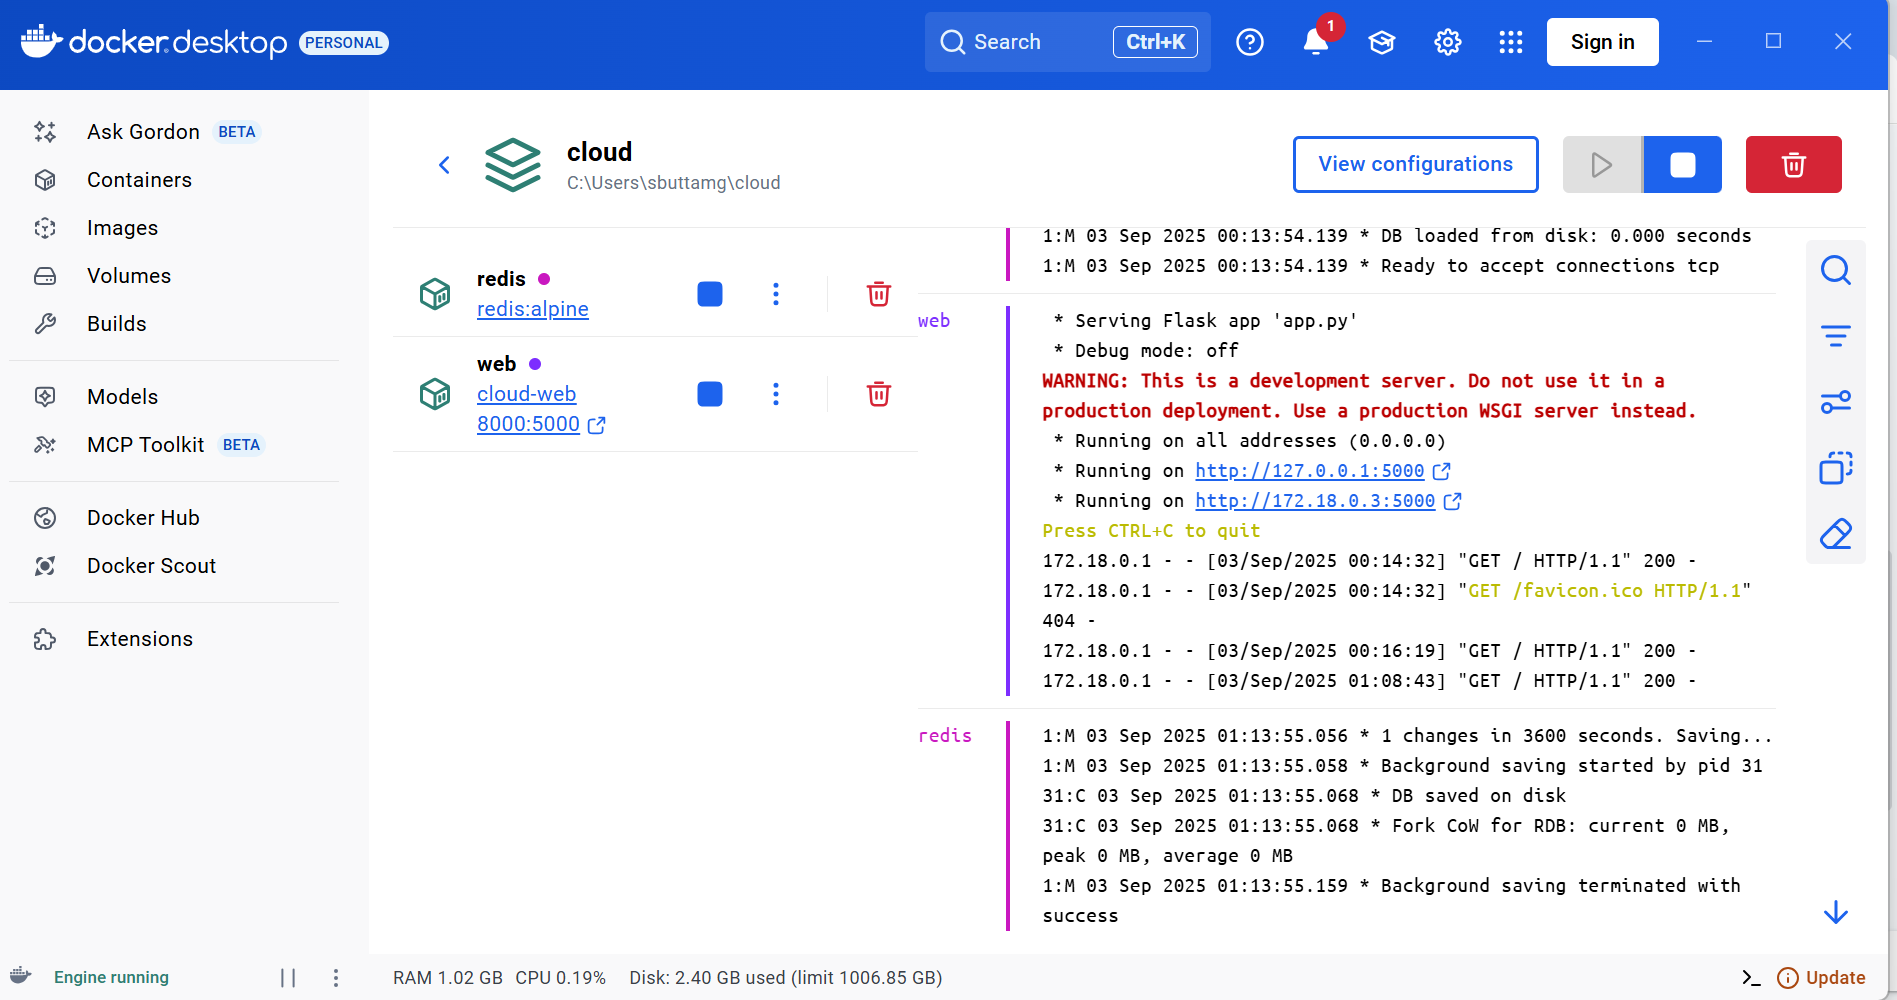 docker desktop PERSONAL
Search Ctrl+K
1
Sign in
Ask Gordon BETA
Containers
Images
Volumes
Builds
Models
MCP Toolkit BETA
Docker Hub
Docker Scout
Extensions
cloud
C:\Users\sbuttamg\cloud
View configurations
redis
redis:alpine
web
cloud-web
8000:5000
1:M 03 Sep 2025 00:13:54.139 * DB loaded from disk: 0.000 seconds
1:M 03 Sep 2025 00:13:54.139 * Ready to accept connections tcp
web
* Serving Flask app 'app.py'
* Debug mode: off
WARNING: This is a development server. Do not use it in a
production deployment. Use a production WSGI server instead.
* Running on all addresses (0.0.0.0)
* Running on http://127.0.0.1:5000
* Running on http://172.18.0.3:5000
Press CTRL+C to quit
172.18.0.1 - - [03/Sep/2025 00:14:32] "GET / HTTP/1.1" 200 -
172.18.0.1 - - [03/Sep/2025 00:14:32] "GET /favicon.ico HTTP/1.1"
404 -
172.18.0.1 - - [03/Sep/2025 00:16:19] "GET / HTTP/1.1" 200 -
172.18.0.1 - - [03/Sep/2025 01:08:43] "GET / HTTP/1.1" 200 -
redis
1:M 03 Sep 2025 01:13:55.056 * 1 changes in 3600 seconds. Saving...
1:M 03 Sep 2025 01:13:55.058 * Background saving started by pid 31
31:C 03 Sep 2025 01:13:55.068 * DB saved on disk
31:C 03 Sep 2025 01:13:55.068 * Fork CoW for RDB: current 0 MB,
peak 0 MB, average 0 MB
1:M 03 Sep 2025 01:13:55.159 * Background saving terminated with
success
Engine running
RAM 1.02 GB CPU 0.19% Disk: 2.40 GB used (limit 1006.85 GB)
Update